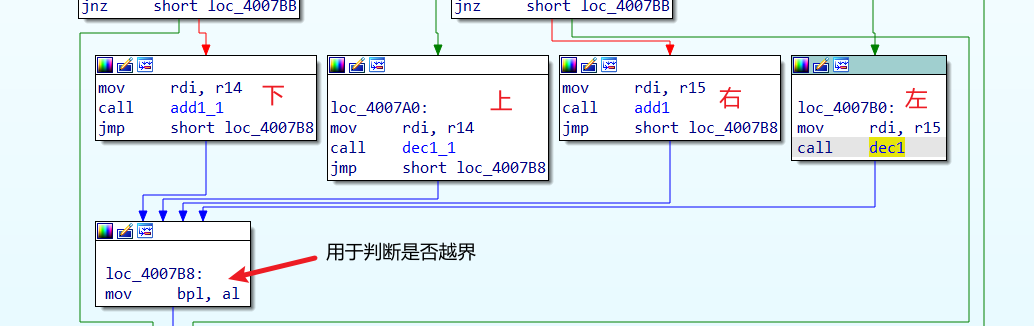 jnz     short loc_4007BB
jnz     short loc_4007BB
mov     rdi, r14
call    add1_1
jmp     short loc_4007B8
下
loc_4007A0:
mov     rdi, r14
call    dec1_1
jmp     short loc_4007B8
上
mov     rdi, r15
call    add1
jmp     short loc_4007B8
右
loc_4007B0:
mov     rdi, r15
call    dec1
左
loc_4007B8:
mov     bpl, al
用于判断是否越界